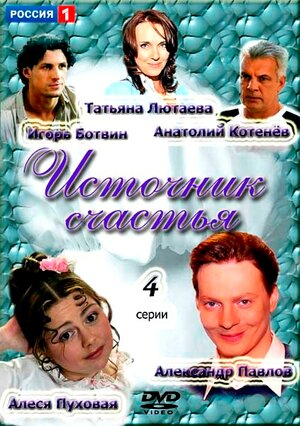 РОССИЯ 1
Татьяна Лютаева
Игорь Ботвин
Анатолий Котенёв
Источник
счастья
4
серии
Александр Павлов
Алеся Пуховая
DVD
VIDEO